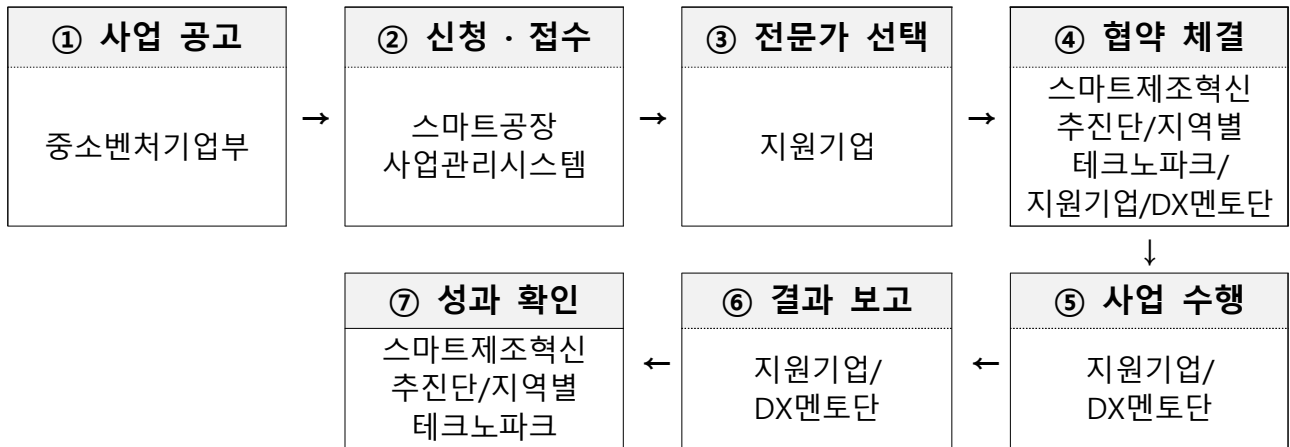 ① 사업 공고
중소벤처기업부
→
② 신청 · 접수
스마트공장
사업관리시스템
→
③ 전문가 선택
지원기업
→
④ 협약 체결
스마트제조혁신
추진단/지역별
테크노파크/
지원기업/DX멘토단
↓
⑤ 사업 수행
지원기업/
DX멘토단
←
⑥ 결과 보고
지원기업/
DX멘토단
←
⑦ 성과 확인
스마트제조혁신
추진단/지역별
테크노파크